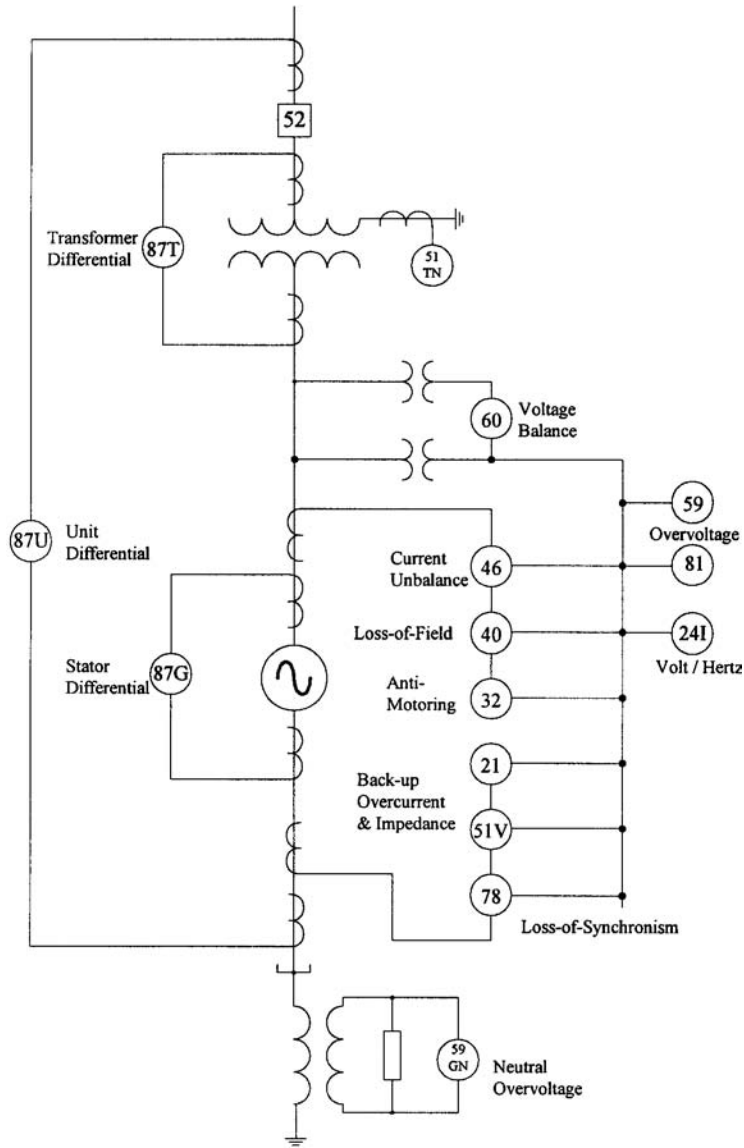 52
Transformer
Differential
87T
51
TN
60
Voltage
Balance
59
Overvoltage
87U
Unit
Differential
Current
Unbalance
46
81
Loss-of-Field
40
24I
Volt / Hertz
Stator
Differential
87G
Anti-
Motoring
32
21
Back-up
Overcurrent
& Impedance
51V
78
Loss-of-Synchronism
59
GN
Neutral
Overvoltage